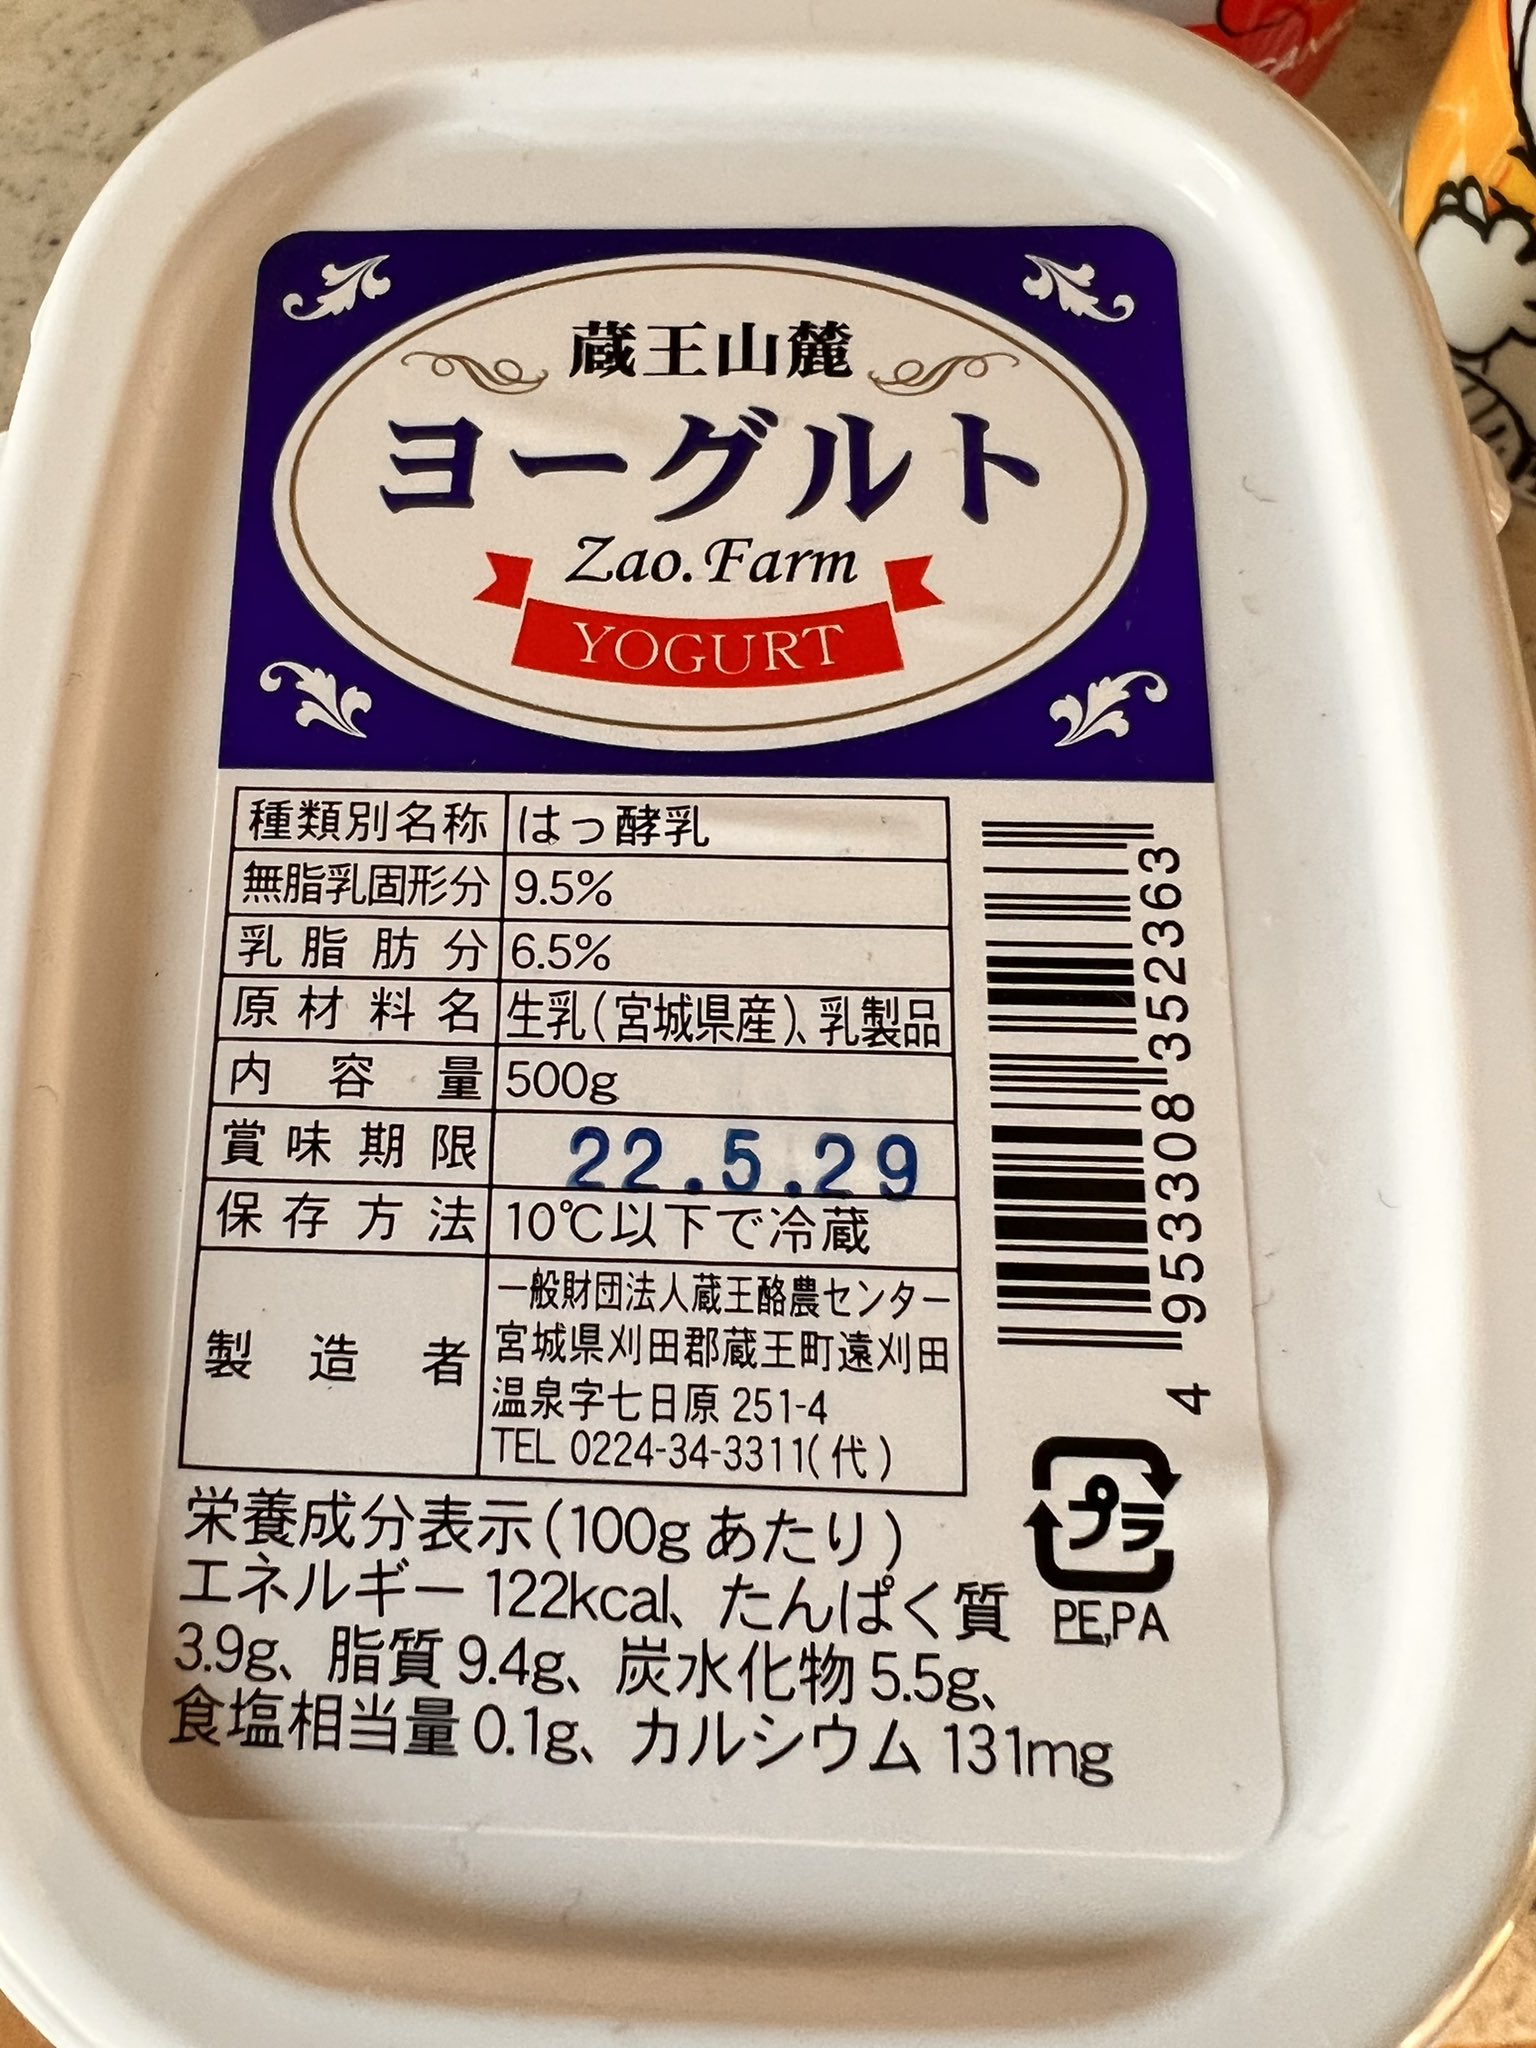 蔵王山麓
ヨーグルト
Zao.Farm
YOGURT
種類別名称 はっ酵乳
無脂乳固形分 9.5%
乳脂肪分 6.5%
原材料名 生乳(宮城県産)、乳製品
内容量 500g
賞味期限 22.5.29
保存方法 10℃以下で冷蔵
製造者 一般財団法人蔵王酪農センター
宮城県刈田郡蔵王町遠刈田
温泉字七日原 251-4
TEL 0224-34-3311(代)
4 953308 352363
プラ
PE,PA
栄養成分表示(100gあたり)
エネルギー 122kcal、たんぱく質
3.9g、脂質 9.4g、炭水化物 5.5g、
食塩相当量 0.1g、カルシウム 131mg